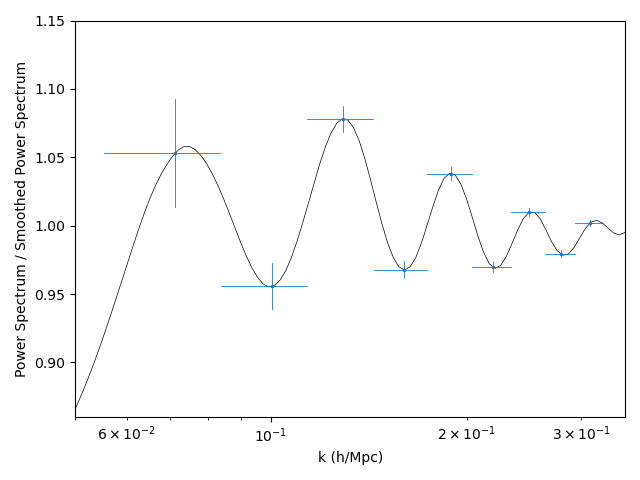 1.15
1.10
1.05
1.00
0.95
0.90
Power Spectrum / Smoothed Power Spectrum
6 × 10⁻²
10⁻¹
2 × 10⁻¹
3 × 10⁻¹
k (h/Mpc)